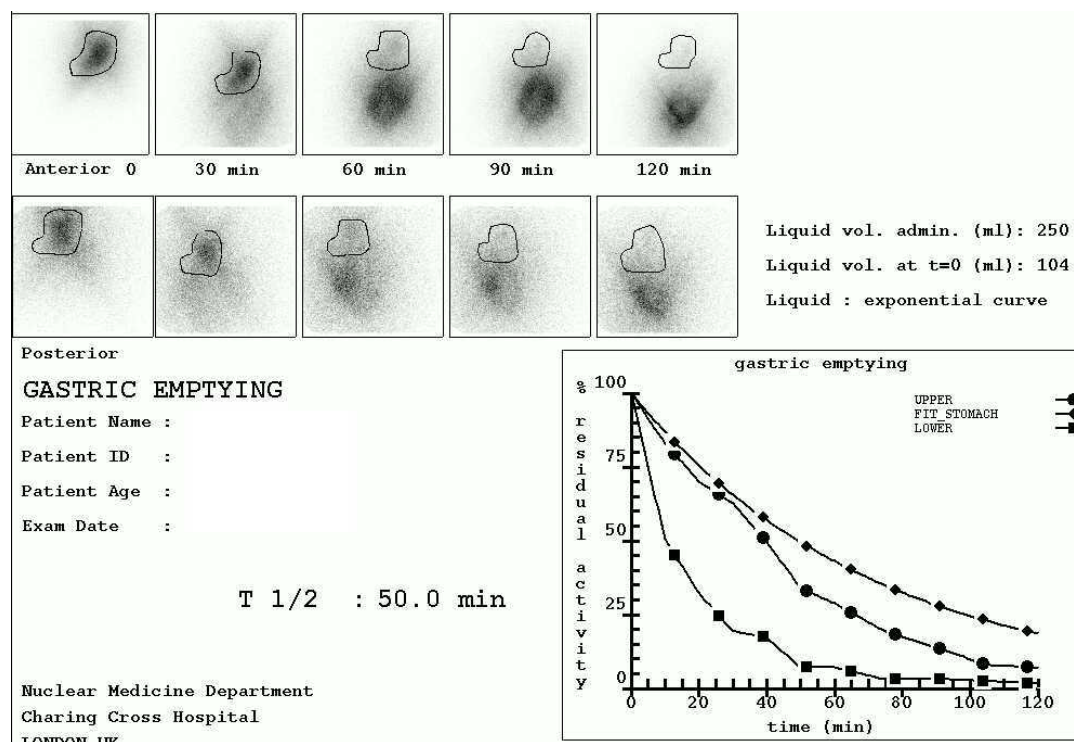 Anterior 0 30 min 60 min 90 min 120 min
Liquid vol. admin. (ml): 250
Liquid vol. at t=0 (ml): 104
Liquid : exponential curve
Posterior
GASTRIC EMPTYING
Patient Name :
Patient ID :
Patient Age :
Exam Date :
T 1/2 : 50.0 min
Nuclear Medicine Department
Charing Cross Hospital
LONDON UK
gastric emptying
% residual activity
100
75
50
25
0
UPPER
FIT_STOMACH
LOWER
20 40 60 80 100 120
time (min)